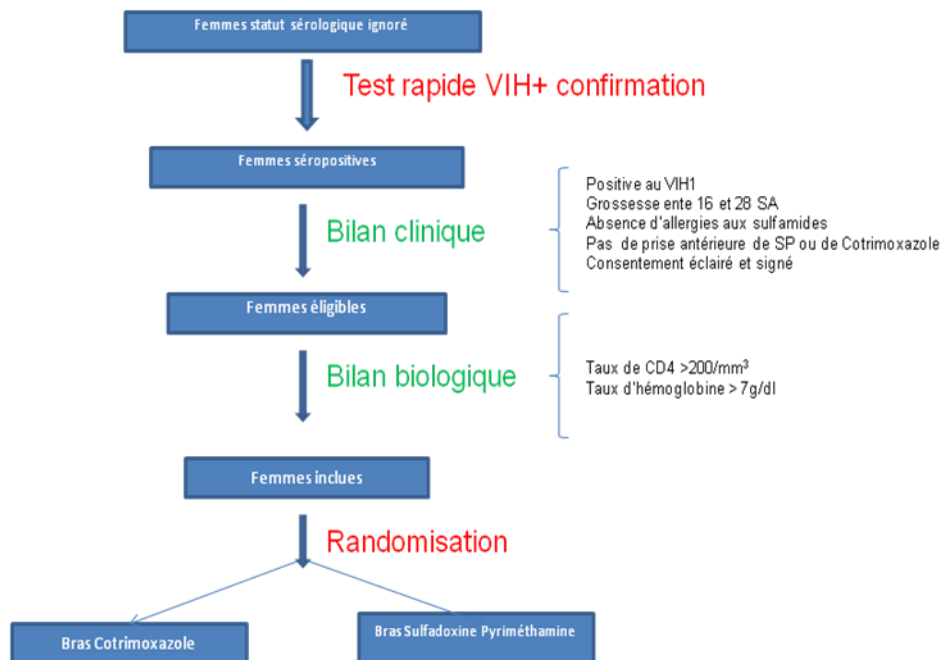 Femmes statut sérologique ignoré
Test rapide VIH+ confirmation
Femmes séropositives
Positive au VIH1
Grossesse ente 16 et 28 SA
Absence d'allergies aux sulfamides
Pas de prise antérieure de SP ou de Cotrimoxazole
Consentement éclairé et signé
Bilan clinique
Femmes éligibles
Bilan biologique
Taux de CD4 >200/mm³
Taux d'hémoglobine > 7g/dl
Femmes inclues
Randomisation
Bras Cotrimoxazole
Bras Sulfadoxine Pyriméthamine